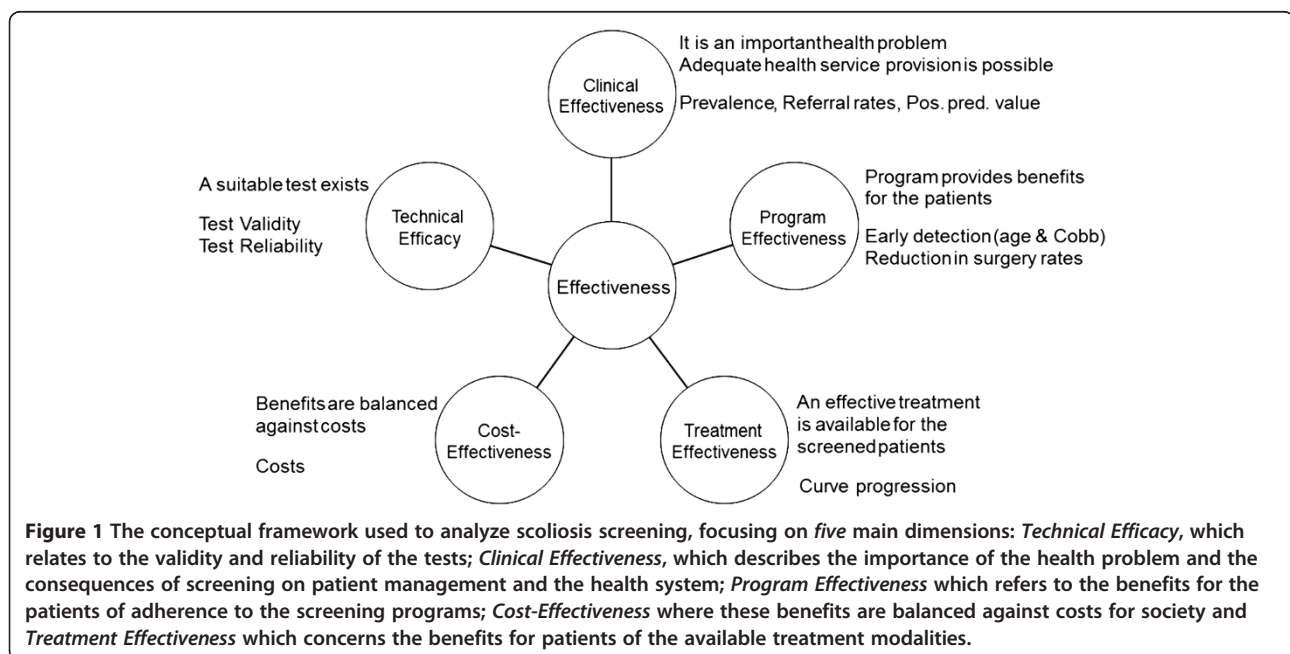 Clinical
Effectiveness
It is an important health problem
Adequate health service provision is possible
Prevalence, Referral rates, Pos. pred. value
A suitable test exists
Test Validity
Test Reliability
Technical
Efficacy
Program
Effectiveness
Program provides benefits
for the patients
Early detection (age & Cobb)
Reduction in surgery rates
Effectiveness
Benefits are balanced
against costs
Costs
Cost-
Effectiveness
Treatment
Effectiveness
An effective treatment
is available for the
screened patients
Curve progression
Figure 1 The conceptual framework used to analyze scoliosis screening, focusing on five main dimensions: Technical Efficacy, which
relates to the validity and reliability of the tests; Clinical Effectiveness, which describes the importance of the health problem and the
consequences of screening on patient management and the health system; Program Effectiveness which refers to the benefits for the
patients of adherence to the screening programs; Cost-Effectiveness where these benefits are balanced against costs for society and
Treatment Effectiveness which concerns the benefits for patients of the available treatment modalities.